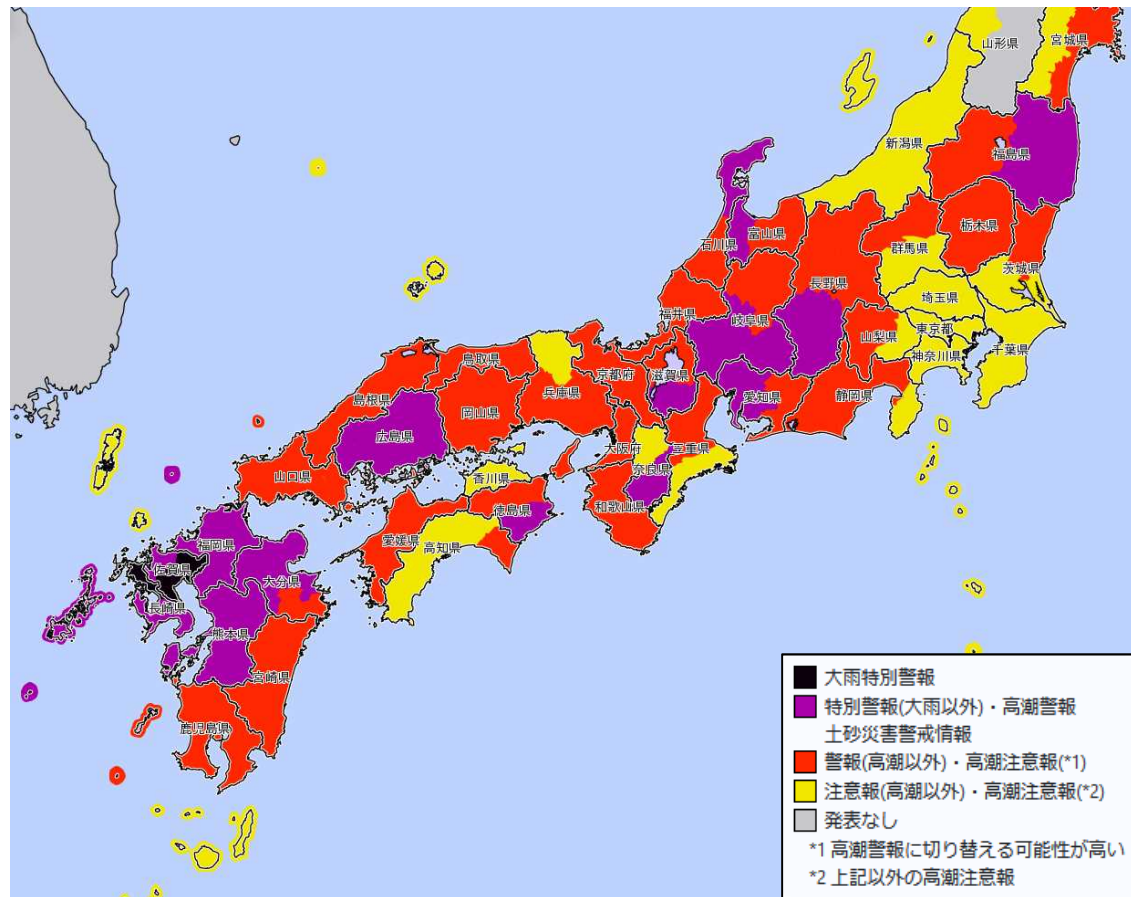 山形県
宮城県
新潟県
福島県
石川県
富山県
栃木県
群馬県
茨城県
長野県
埼玉県
福井県
岐阜県
山梨県
東京都
千葉県
神奈川県
鳥取県
京都府
滋賀県
島根県
岡山県
兵庫県
愛知県
静岡県
広島県
大阪府
三重県
山口県
香川県
奈良県
徳島県
和歌山県
愛媛県
高知県
福岡県
佐賀県
大分県
長崎県
熊本県
宮崎県
鹿児島県
大雨特別警報
特別警報(大雨以外)・高潮警報
土砂災害警戒情報
警報(高潮以外)・高潮注意報(*1)
注意報(高潮以外)・高潮注意報(*2)
発表なし
*1 高潮警報に切り替える可能性が高い
*2 上記以外の高潮注意報